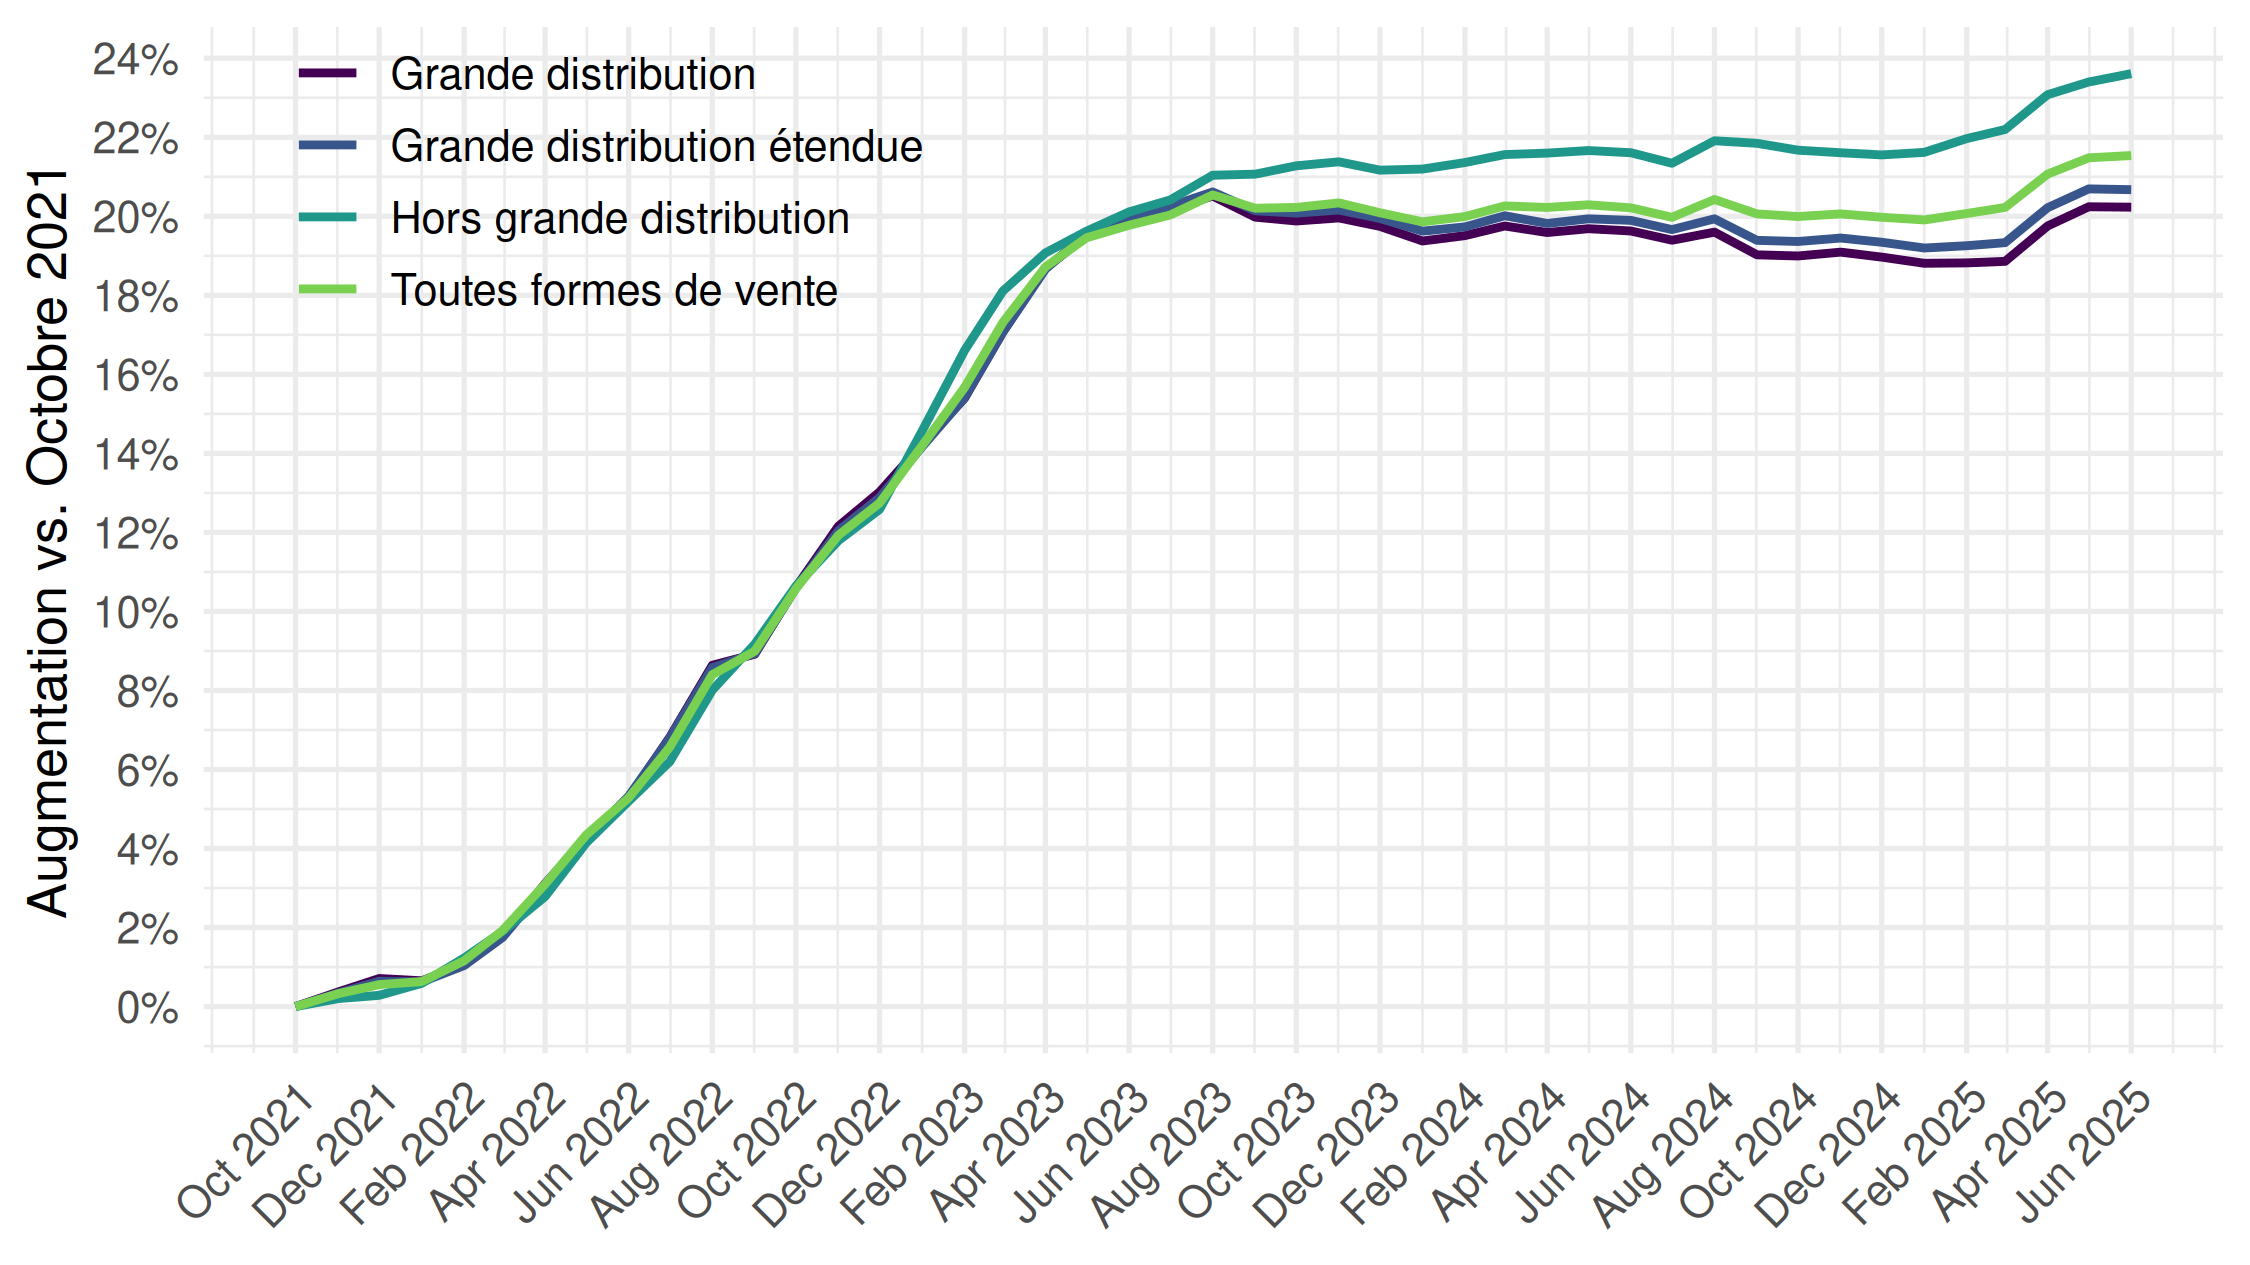 Augmentation vs. Octobre 2021
24%
22%
20%
18%
16%
14%
12%
10%
8%
6%
4%
2%
0%
Grande distribution
Grande distribution étendue
Hors grande distribution
Toutes formes de vente
Oct 2021
Dec 2021
Feb 2022
Apr 2022
Jun 2022
Aug 2022
Oct 2022
Dec 2022
Feb 2023
Apr 2023
Jun 2023
Aug 2023
Oct 2023
Dec 2023
Feb 2024
Apr 2024
Jun 2024
Aug 2024
Oct 2024
Dec 2024
Feb 2025
Apr 2025
Jun 2025